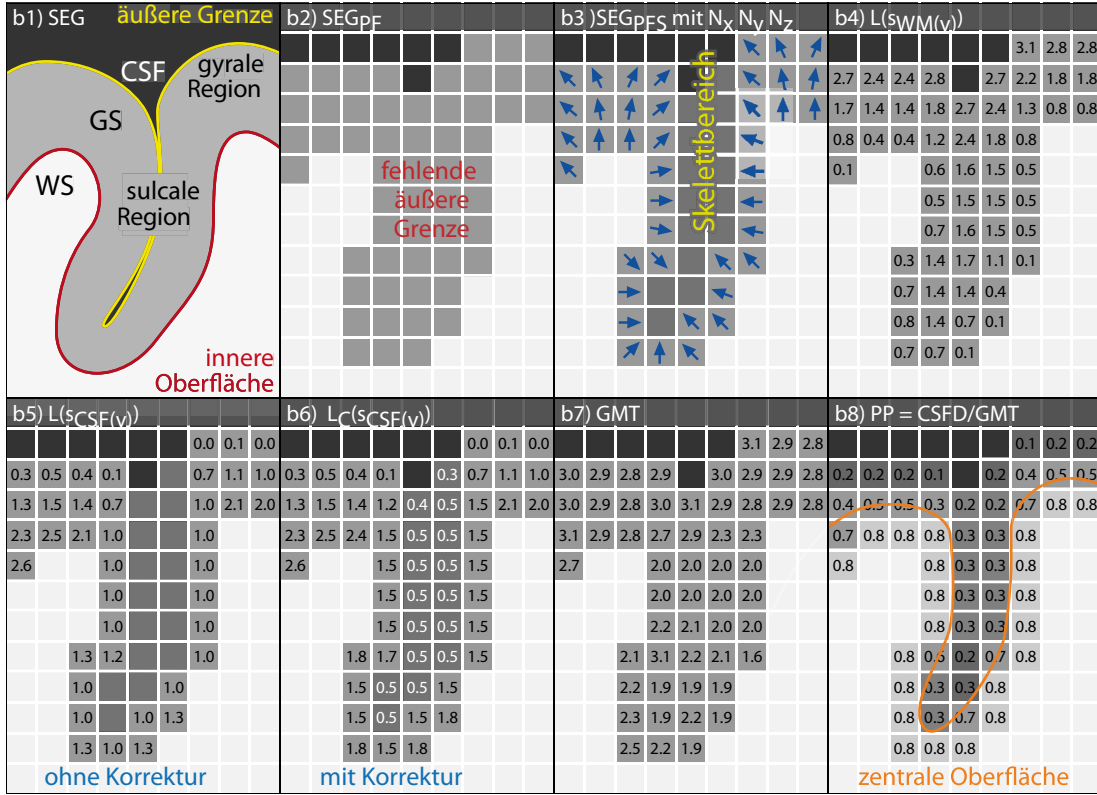 b1) SEG
äußere Grenze
CSF
gyrale
Region
GS
WS
sulcale
Region
innere
Oberfläche
b2) SEGPF
fehlende
äußere
Grenze
b3 )SEGPFS mit Nx Ny Nz
Skelettbereich
b4) L(sWM(v))
3.1 2.8 2.8
2.7 2.4 2.4 2.8 2.7 2.2 1.8 1.8
1.7 1.4 1.4 1.8 2.7 2.4 1.3 0.8 0.8
0.8 0.4 0.4 1.2 2.4 1.8 0.8
0.1 0.6 1.6 1.5 0.5
0.5 1.5 1.5 0.5
0.7 1.6 1.5 0.5
0.3 1.4 1.7 1.1 0.1
0.7 1.4 1.4 0.4
0.8 1.4 0.7 0.1
0.7 0.7 0.1
b5) L(sCSF(v))
0.0 0.1 0.0
0.3 0.5 0.4 0.1 0.7 1.1 1.0
1.3 1.5 1.4 0.7 1.0 2.1 2.0
2.3 2.5 2.1 1.0 1.0
2.6 1.0 1.0
1.0 1.0
1.0 1.0
1.3 1.2 1.0
1.0 1.0
1.0 1.0 1.3
1.3 1.0 1.3
ohne Korrektur
b6) LC(sCSF(v))
0.0 0.1 0.0
0.3 0.5 0.4 0.1 0.3 0.7 1.1 1.0
1.3 1.5 1.4 1.2 0.4 0.5 1.5 2.1 2.0
2.3 2.5 2.4 1.5 0.5 0.5 1.5
2.6 1.5 0.5 0.5 1.5
1.5 0.5 0.5 1.5
1.5 0.5 0.5 1.5
1.8 1.7 0.5 0.5 1.5
1.5 0.5 0.5 1.5
1.5 0.5 1.5 1.8
1.8 1.5 1.8
mit Korrektur
b7) GMT
3.1 2.9 2.8
3.0 2.9 2.8 2.9 3.0 2.9 2.9 2.8
3.0 2.9 2.8 3.0 3.1 2.9 2.8 2.9 2.8
3.1 2.9 2.8 2.7 2.9 2.3 2.3
2.7 2.0 2.0 2.0 2.0
2.0 2.0 2.0 2.0
2.2 2.1 2.0 2.0
2.1 3.1 2.2 2.1 1.6
2.2 1.9 1.9 1.9
2.3 1.9 2.2 1.9
2.5 2.2 1.9
b8) PP = CSFD/GMT
0.1 0.2 0.2
0.2 0.2 0.2 0.1 0.2 0.4 0.5 0.5
0.4 0.5 0.5 0.3 0.2 0.2 0.7 0.8 0.8
0.7 0.8 0.8 0.8 0.3 0.3 0.8
0.8 0.8 0.3 0.3 0.8
0.8 0.3 0.3 0.8
0.8 0.3 0.3 0.8
0.8 0.6 0.2 0.7 0.8
0.8 0.3 0.3 0.8
0.8 0.3 0.7 0.8
0.8 0.8 0.8
zentrale Oberfläche